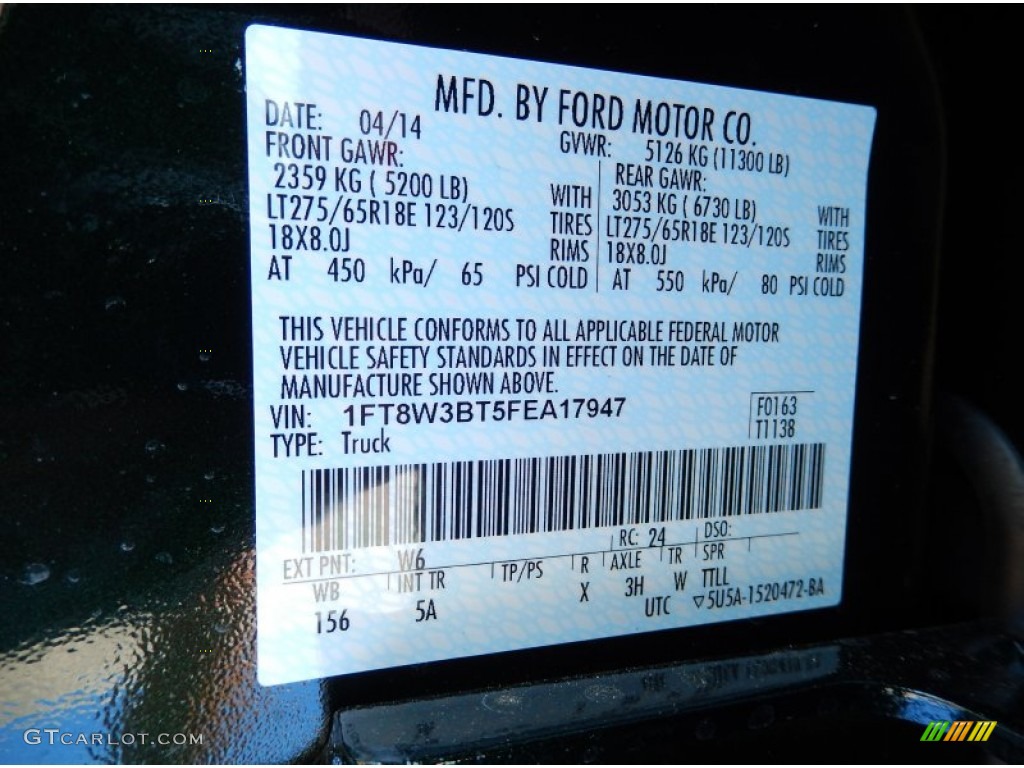 MFD. BY FORD MOTOR CO.
DATE: 04/14 GVWR: 5126 KG (11300 LB)
FRONT GAWR: REAR GAWR:
2359 KG ( 5200 LB) WITH 3053 KG ( 6730 LB) WITH
LT275/65R18E 123/120S TIRES LT275/65R18E 123/120S TIRES
18X8.0J RIMS 18X8.0J RIMS
AT 450 kPa/ 65 PSI COLD AT 550 kPa/ 80 PSI COLD
THIS VEHICLE CONFORMS TO ALL APPLICABLE FEDERAL MOTOR
VEHICLE SAFETY STANDARDS IN EFFECT ON THE DATE OF
MANUFACTURE SHOWN ABOVE.
VIN: 1FT8W3BT5FEA17947 F0163
TYPE: Truck T1138
EXT PNT: W6 RC: 24 DSO:
WB INT TR TP/PS R AXLE TR SPR
156 5A X 3H W TTLL
UTC ▽5U5A-1520472-BA
GTCARLOT.COM